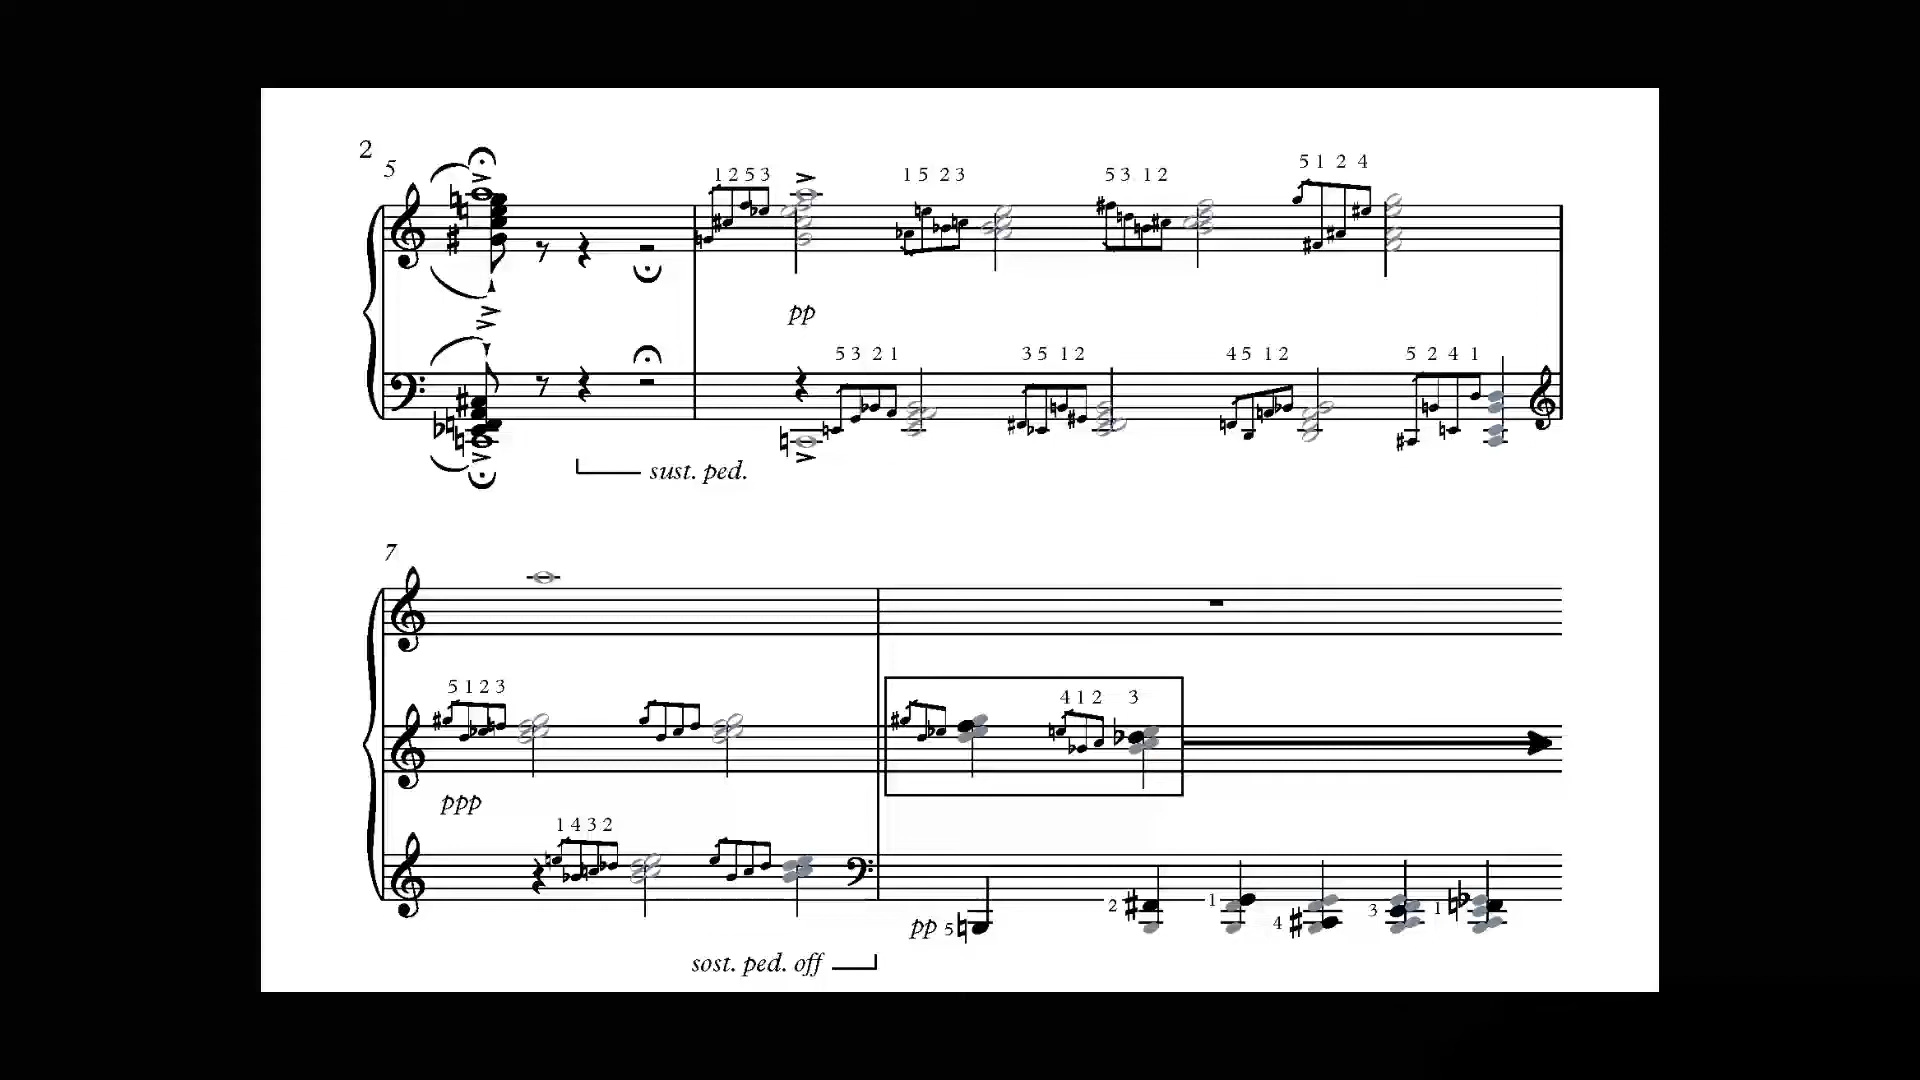 2
5
1 2 5 3
1 5 2 3
5 3 1 2
5 1 2 4
pp
5 3 2 1
3 5 1 2
4 5 1 2
5 2 4 1
sust. ped.
7
5 1 2 3
4 1 2 3
ppp
1 4 3 2
pp 5
2
1
4
3
1
sost. ped. off